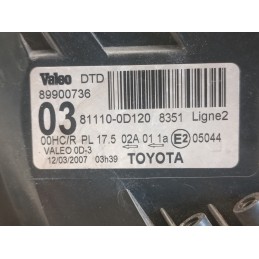 Valeo DTD
89900736
03 81110-0D120 8351 Ligne2
00HC/R PL 17.5 02A 01 1a E2 05044
VALEO 0D-3
12/03/2007 03h39 TOYOTA